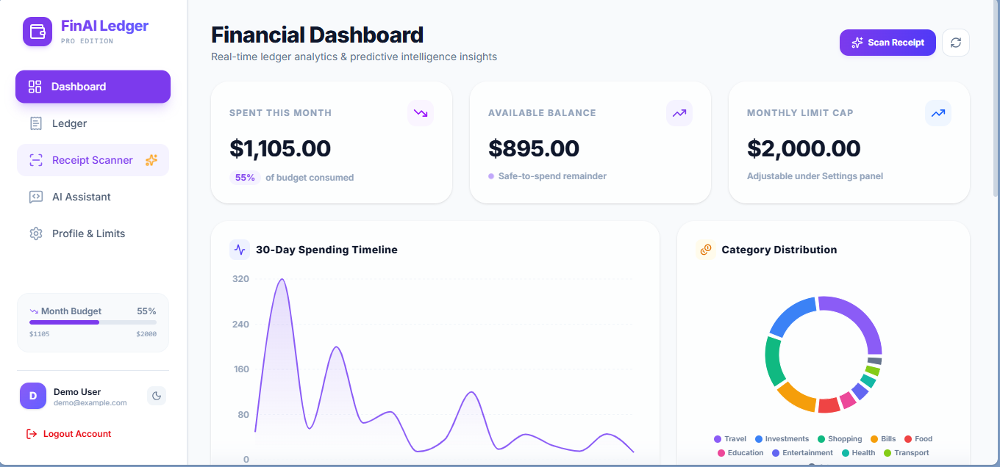 FinAI Ledger
PRO EDITION
Dashboard
Ledger
Receipt Scanner
AI Assistant
Profile & Limits
Month Budget 55%
$1105 $2000
D
Demo User
demo@example.com
Logout Account
Financial Dashboard
Real-time ledger analytics & predictive intelligence insights
Scan Receipt
SPENT THIS MONTH
$1,105.00
55% of budget consumed
AVAILABLE BALANCE
$895.00
Safe-to-spend remainder
MONTHLY LIMIT CAP
$2,000.00
Adjustable under Settings panel
30-Day Spending Timeline
320
240
160
80
0
Category Distribution
Travel Investments Shopping Bills Food
Education Entertainment Health Transport